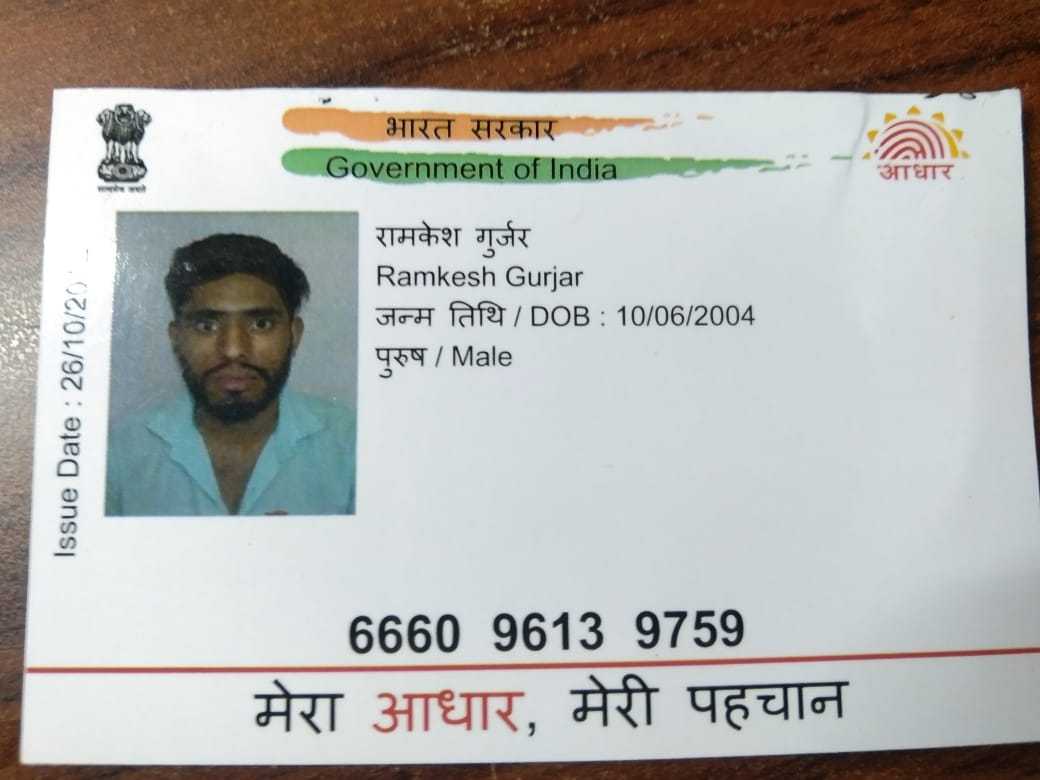 भारत सरकार
Government of India
सत्यमेव जयते
आधार
रामकेश गुर्जर
Ramkesh Gurjar
जन्म तिथि / DOB : 10/06/2004
पुरुष / Male
Issue Date : 26/10/20
6660 9613 9759
मेरा आधार, मेरी पहचान